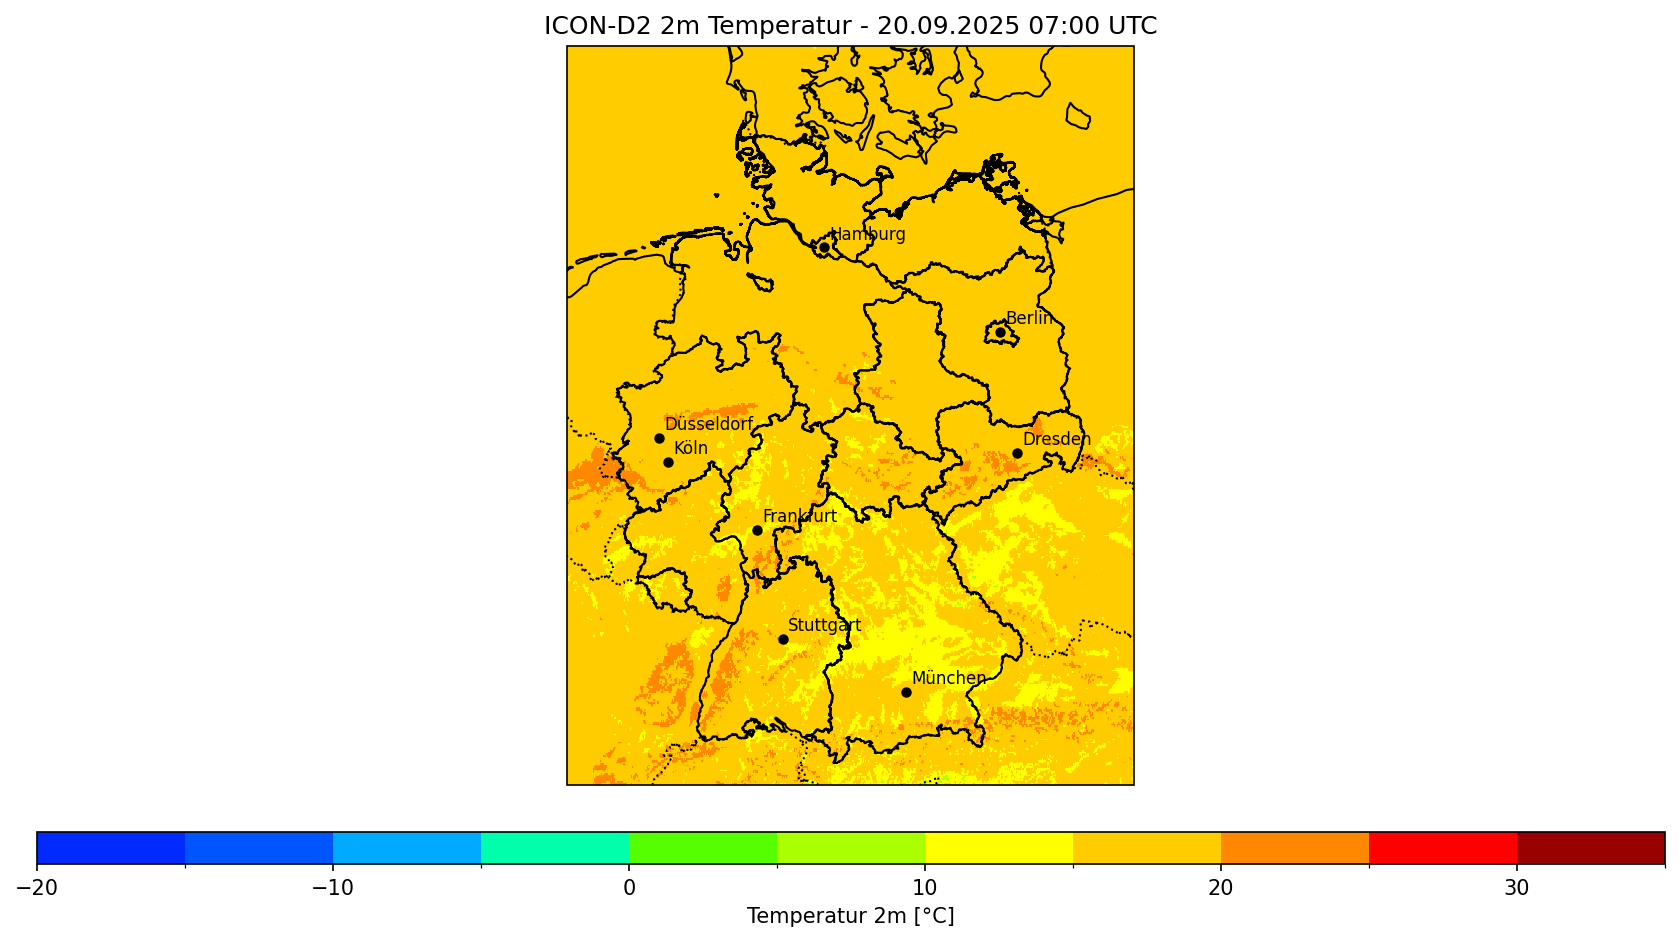 ICON-D2 2m Temperatur - 20.09.2025 07:00 UTC
Hamburg
Berlin
Düsseldorf
Köln
Dresden
Frankfurt
Stuttgart
München
−20 −10 0 10 20 30
Temperatur 2m [°C]